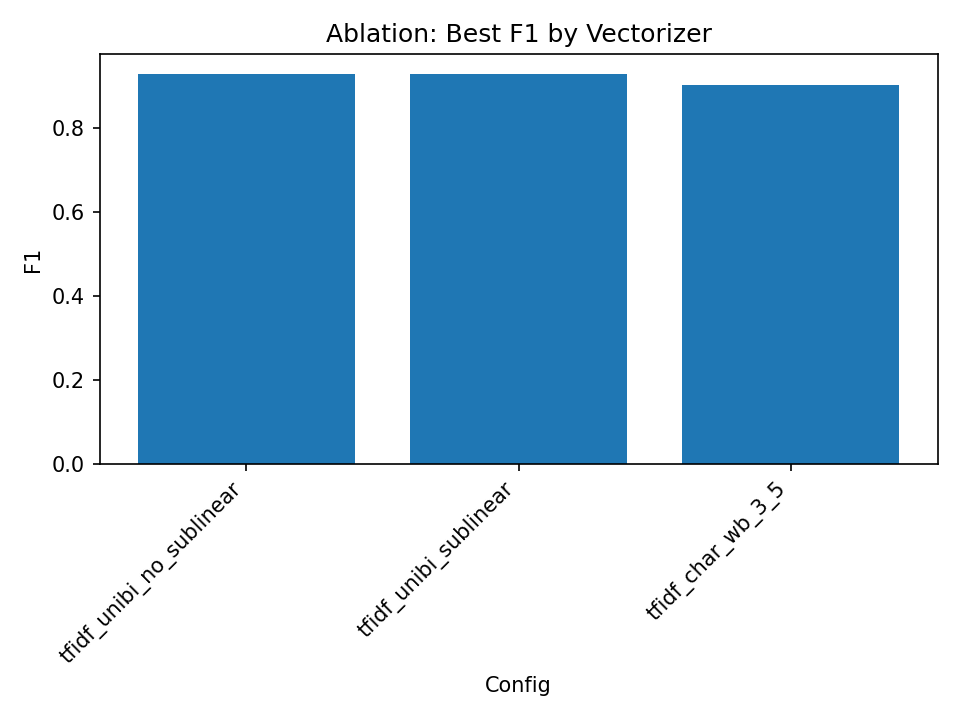 Ablation: Best F1 by Vectorizer
F1
0.8
0.6
0.4
0.2
0.0
tfidf_unibi_no_sublinear
tfidf_unibi_sublinear
tfidf_char_wb_3_5
Config